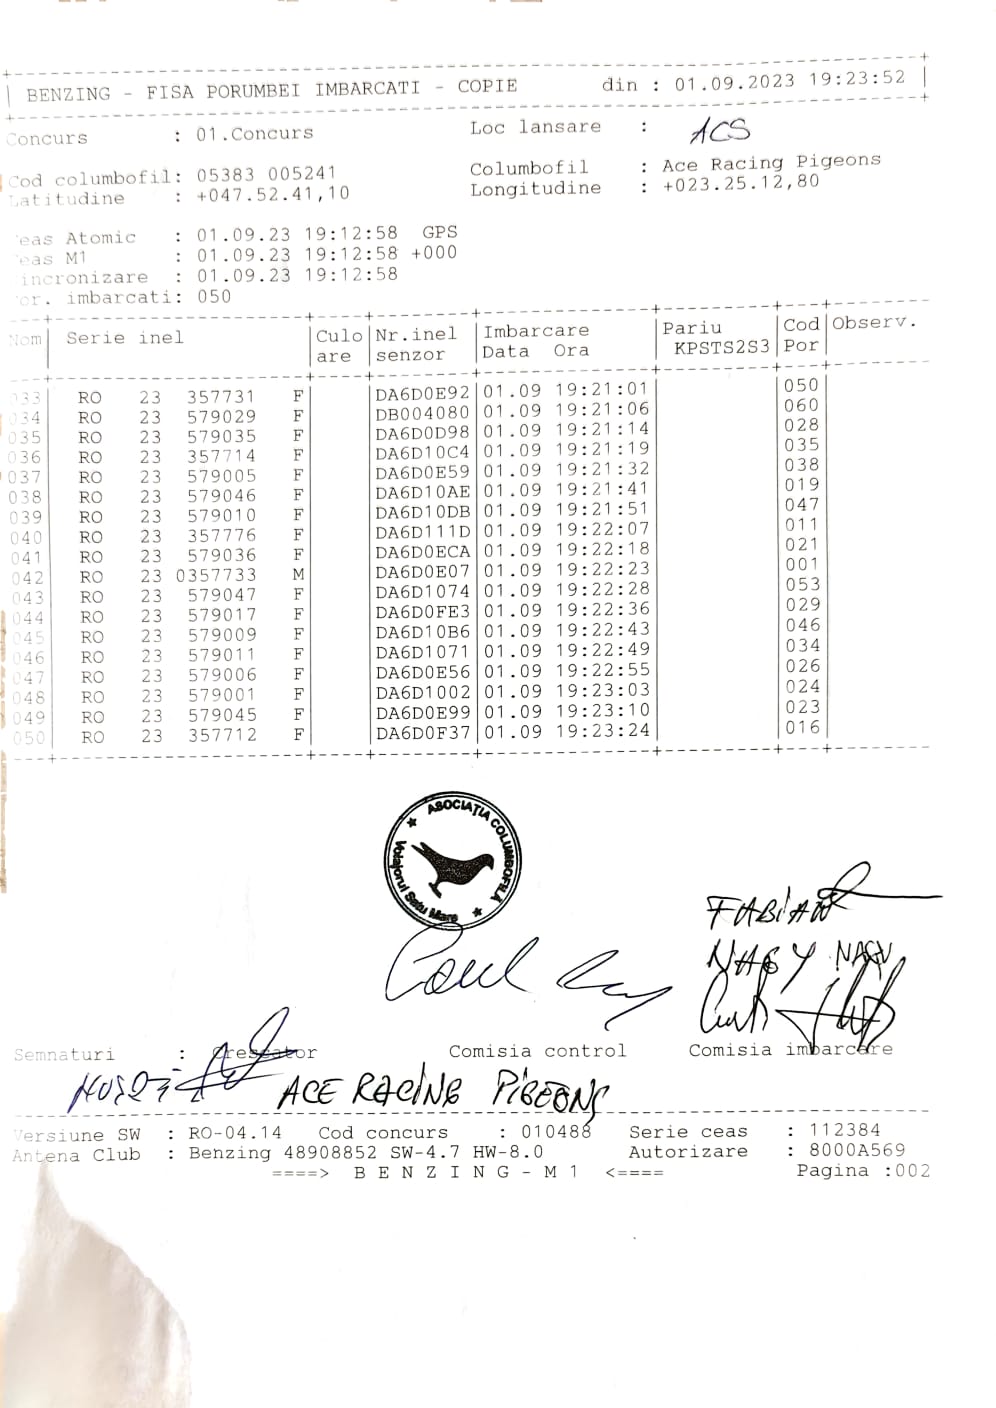 BENZING - FISA PORUMBEI IMBARCATI - COPIE din : 01.09.2023 19:23:52
Concurs : 01.Concurs Loc lansare : ACS
Cod columbofil: 05383 005241 Columbofil : Ace Racing Pigeons
Latitudine : +047.52.41,10 Longitudine : +023.25.12,80
eas Atomic : 01.09.23 19:12:58 GPS
eas M1 : 01.09.23 19:12:58 +000
incronizare : 01.09.23 19:12:58
or. imbarcati: 050
Nom Serie inel Culo Nr.inel Imbarcare Pariu Cod Observ.
are senzor Data Ora KPSTS2S3 Por
033 RO 23 357731 F DA6D0E92 01.09 19:21:01 050
034 RO 23 579029 F DB004080 01.09 19:21:06 060
035 RO 23 579035 F DA6D0D98 01.09 19:21:14 028
036 RO 23 357714 F DA6D10C4 01.09 19:21:19 035
037 RO 23 579005 F DA6D0E59 01.09 19:21:32 038
038 RO 23 579046 F DA6D10AE 01.09 19:21:41 019
039 RO 23 579010 F DA6D10DB 01.09 19:21:51 047
040 RO 23 357776 F DA6D111D 01.09 19:22:07 011
041 RO 23 579036 F DA6D0ECA 01.09 19:22:18 021
042 RO 23 0357733 M DA6D0E07 01.09 19:22:23 001
043 RO 23 579047 F DA6D1074 01.09 19:22:28 053
044 RO 23 579017 F DA6D0FE3 01.09 19:22:36 029
045 RO 23 579009 F DA6D10B6 01.09 19:22:43 046
046 RO 23 579011 F DA6D1071 01.09 19:22:49 034
047 RO 23 579006 F DA6D0E56 01.09 19:22:55 026
048 RO 23 579001 F DA6D1002 01.09 19:23:03 024
049 RO 23 579045 F DA6D0E99 01.09 19:23:10 023
050 RO 23 357712 F DA6D0F37 01.09 19:23:24 016
ASOCIAȚIA COLUMBOFILĂ
Voiajorul Satu Mare
FABIAN
NAGY NAGY
Semnaturi : Crescator Comisia control Comisia imbarcare
ACE RACING PIGEONS
Versiune SW : RO-04.14 Cod concurs : 010488 Serie ceas : 112384
Antena Club : Benzing 48908852 SW-4.7 HW-8.0 Autorizare : 8000A569
====> B E N Z I N G - M 1 <==== Pagina :002